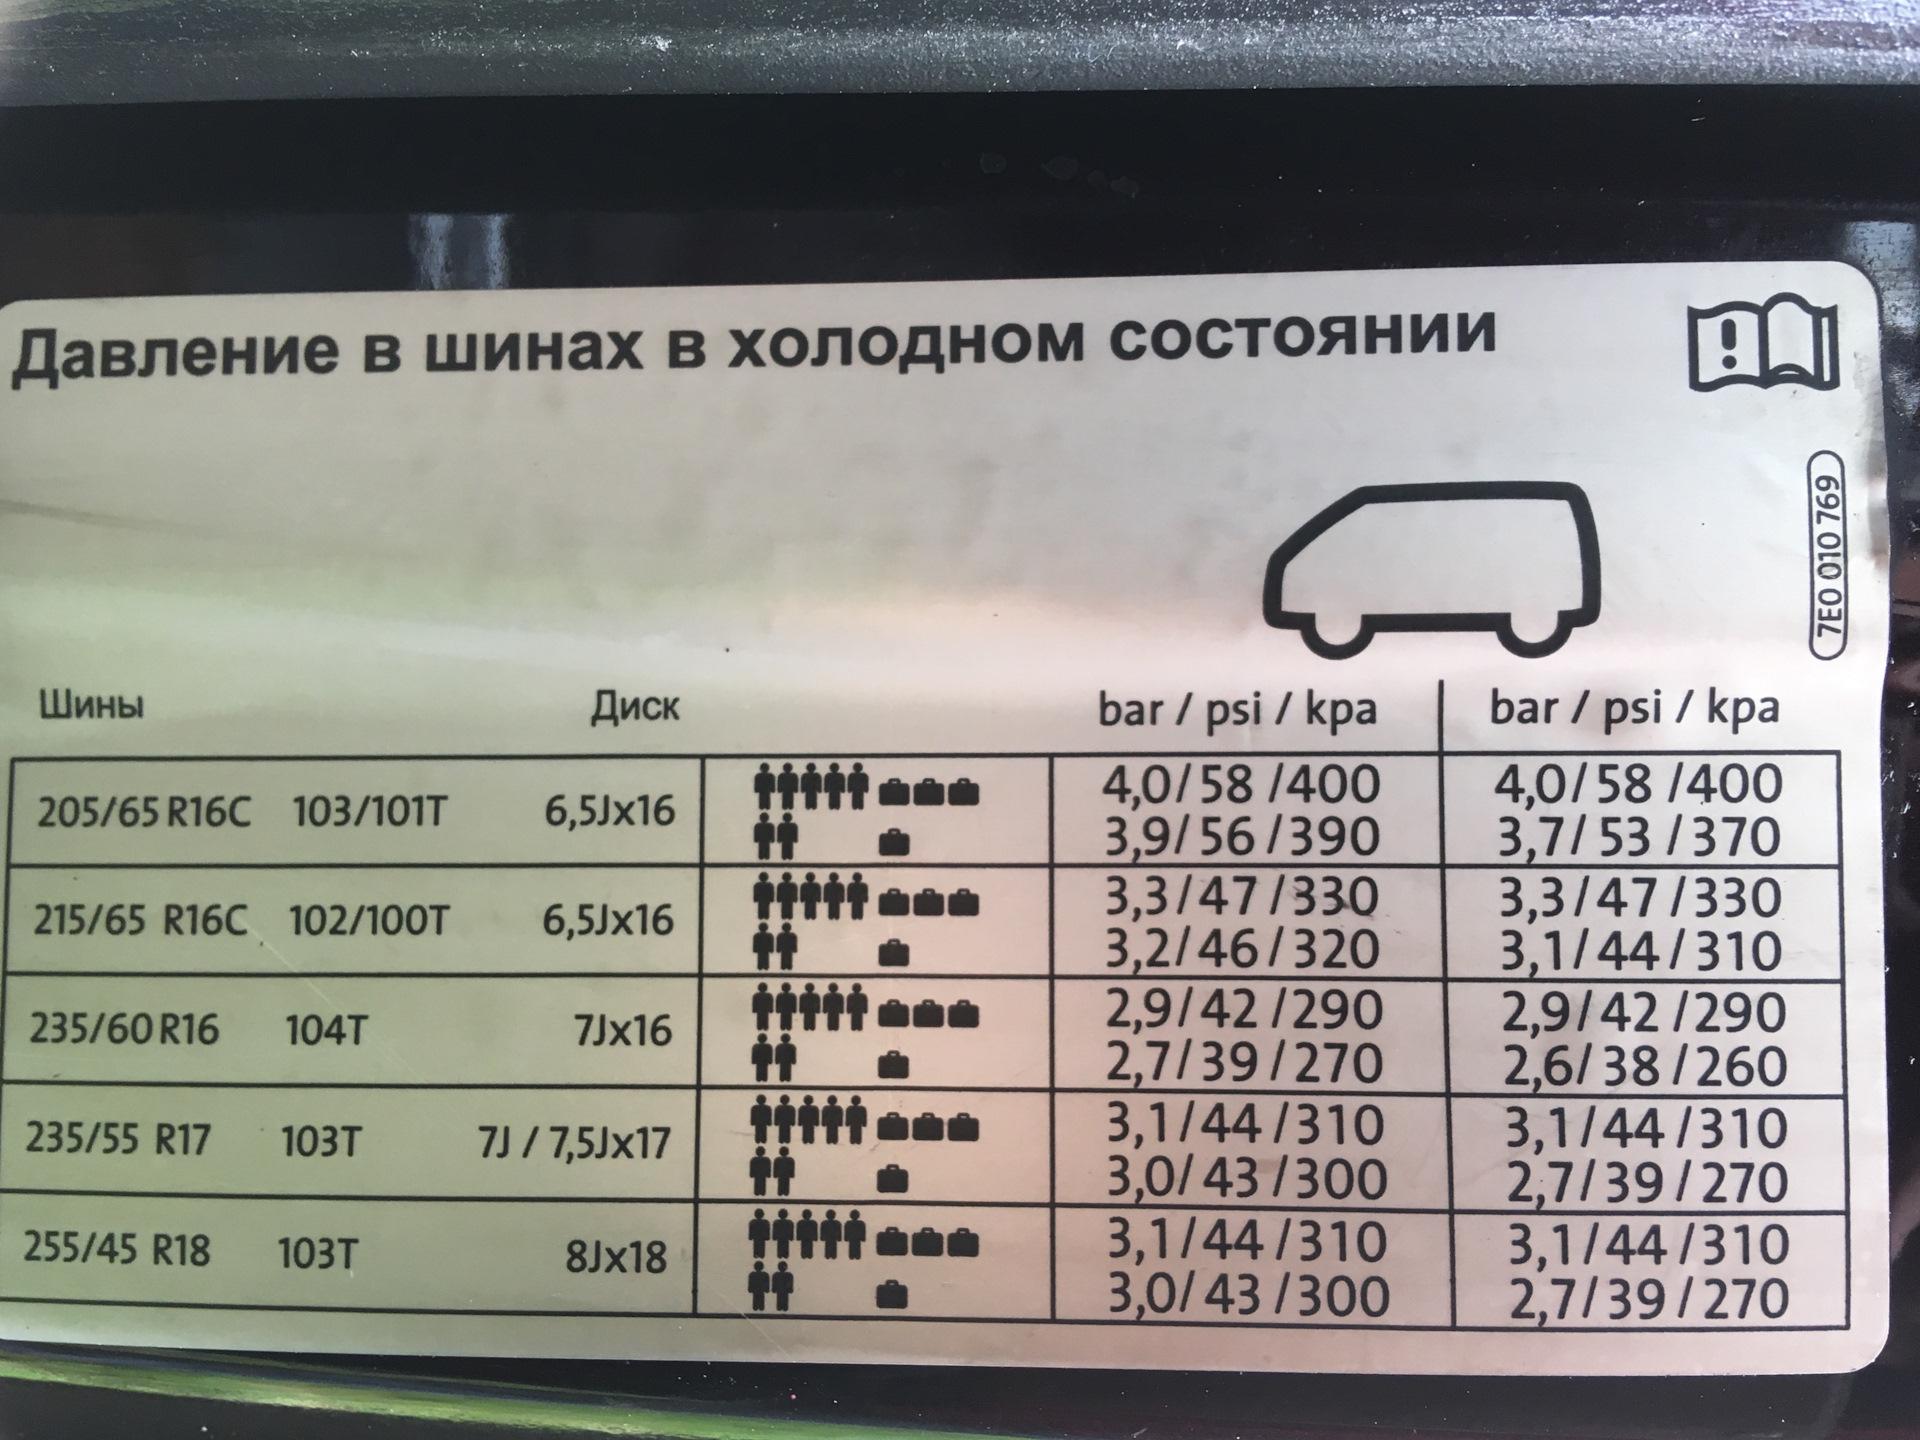 Давление в шинах в холодном состоянии
7E0 010 769
Шины Диск bar / psi / kpa bar / psi / kpa
205/65 R16C 103/101T 6,5Jx16 4,0/58/400 4,0/58/400
3,9/56/390 3,7/53/370
215/65 R16C 102/100T 6,5Jx16 3,3/47/330 3,3/47/330
3,2/46/320 3,1/44/310
235/60 R16 104T 7Jx16 2,9/42/290 2,9/42/290
2,7/39/270 2,6/38/260
235/55 R17 103T 7J / 7,5Jx17 3,1/44/310 3,1/44/310
3,0/43/300 2,7/39/270
255/45 R18 103T 8Jx18 3,1/44/310 3,1/44/310
3,0/43/300 2,7/39/270